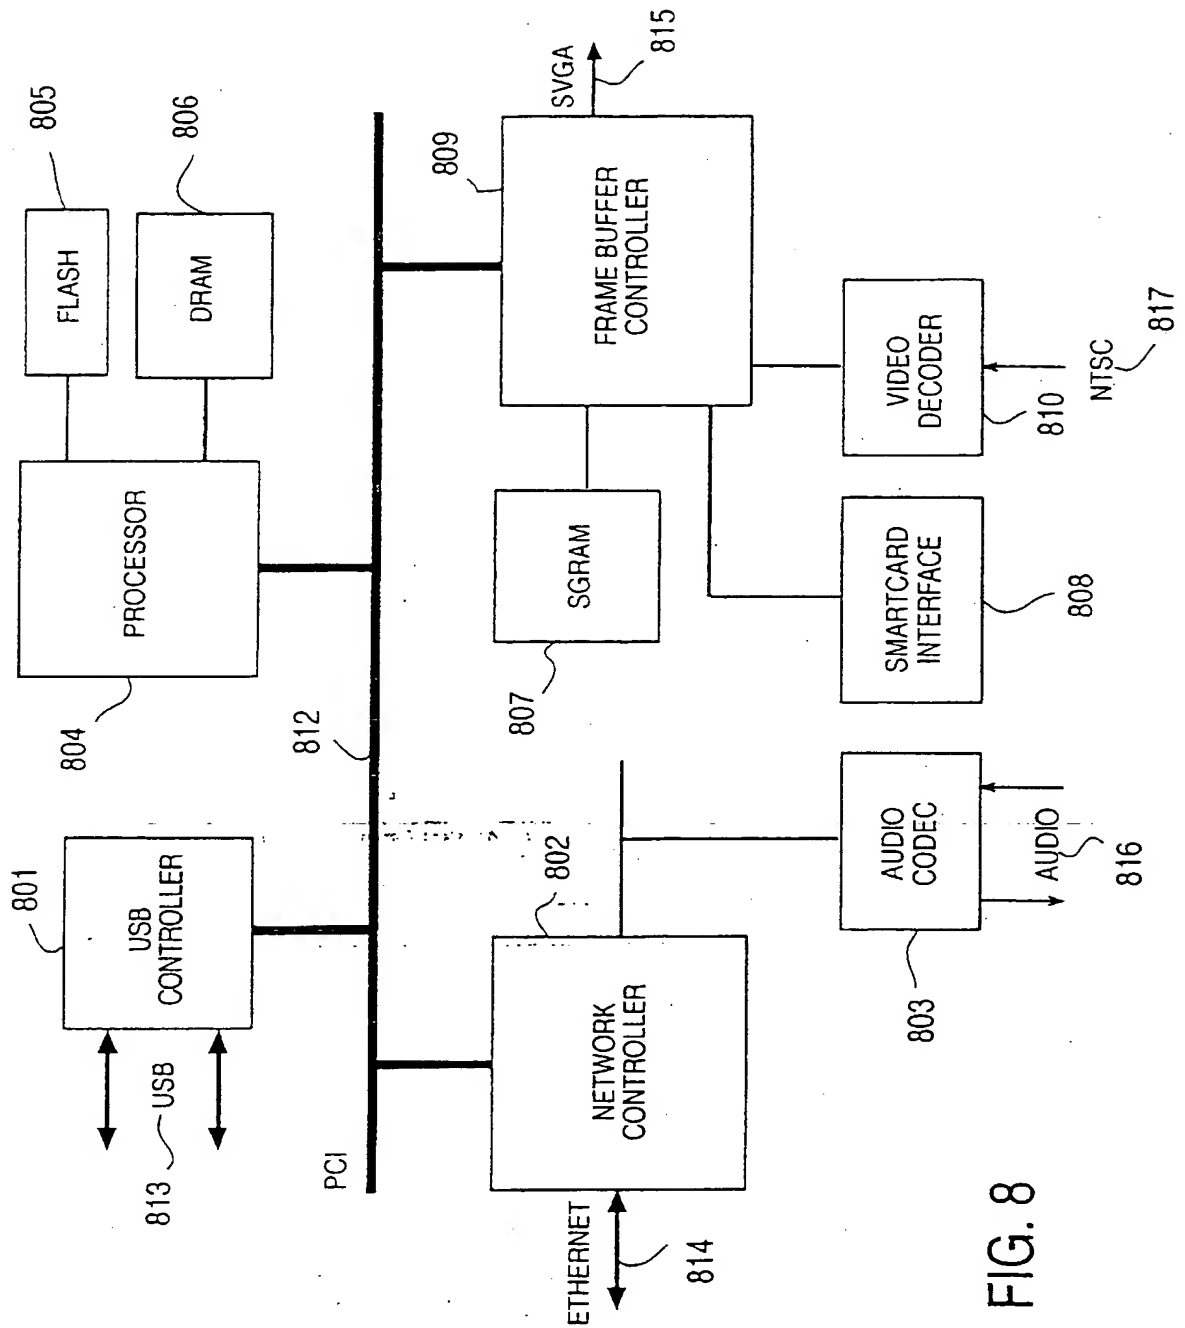 801
USB
CONTROLLER
813
USB
804
PROCESSOR
805
FLASH
806
DRAM
PCI
812
ETHERNET
814
802
NETWORK
CONTROLLER
807
SGRAM
809
FRAME BUFFER
CONTROLLER
SVGA
815
803
AUDIO
CODEC
AUDIO
816
SMARTCARD
INTERFACE
808
VIDEO
DECODER
810
NTSC
817
FIG. 8